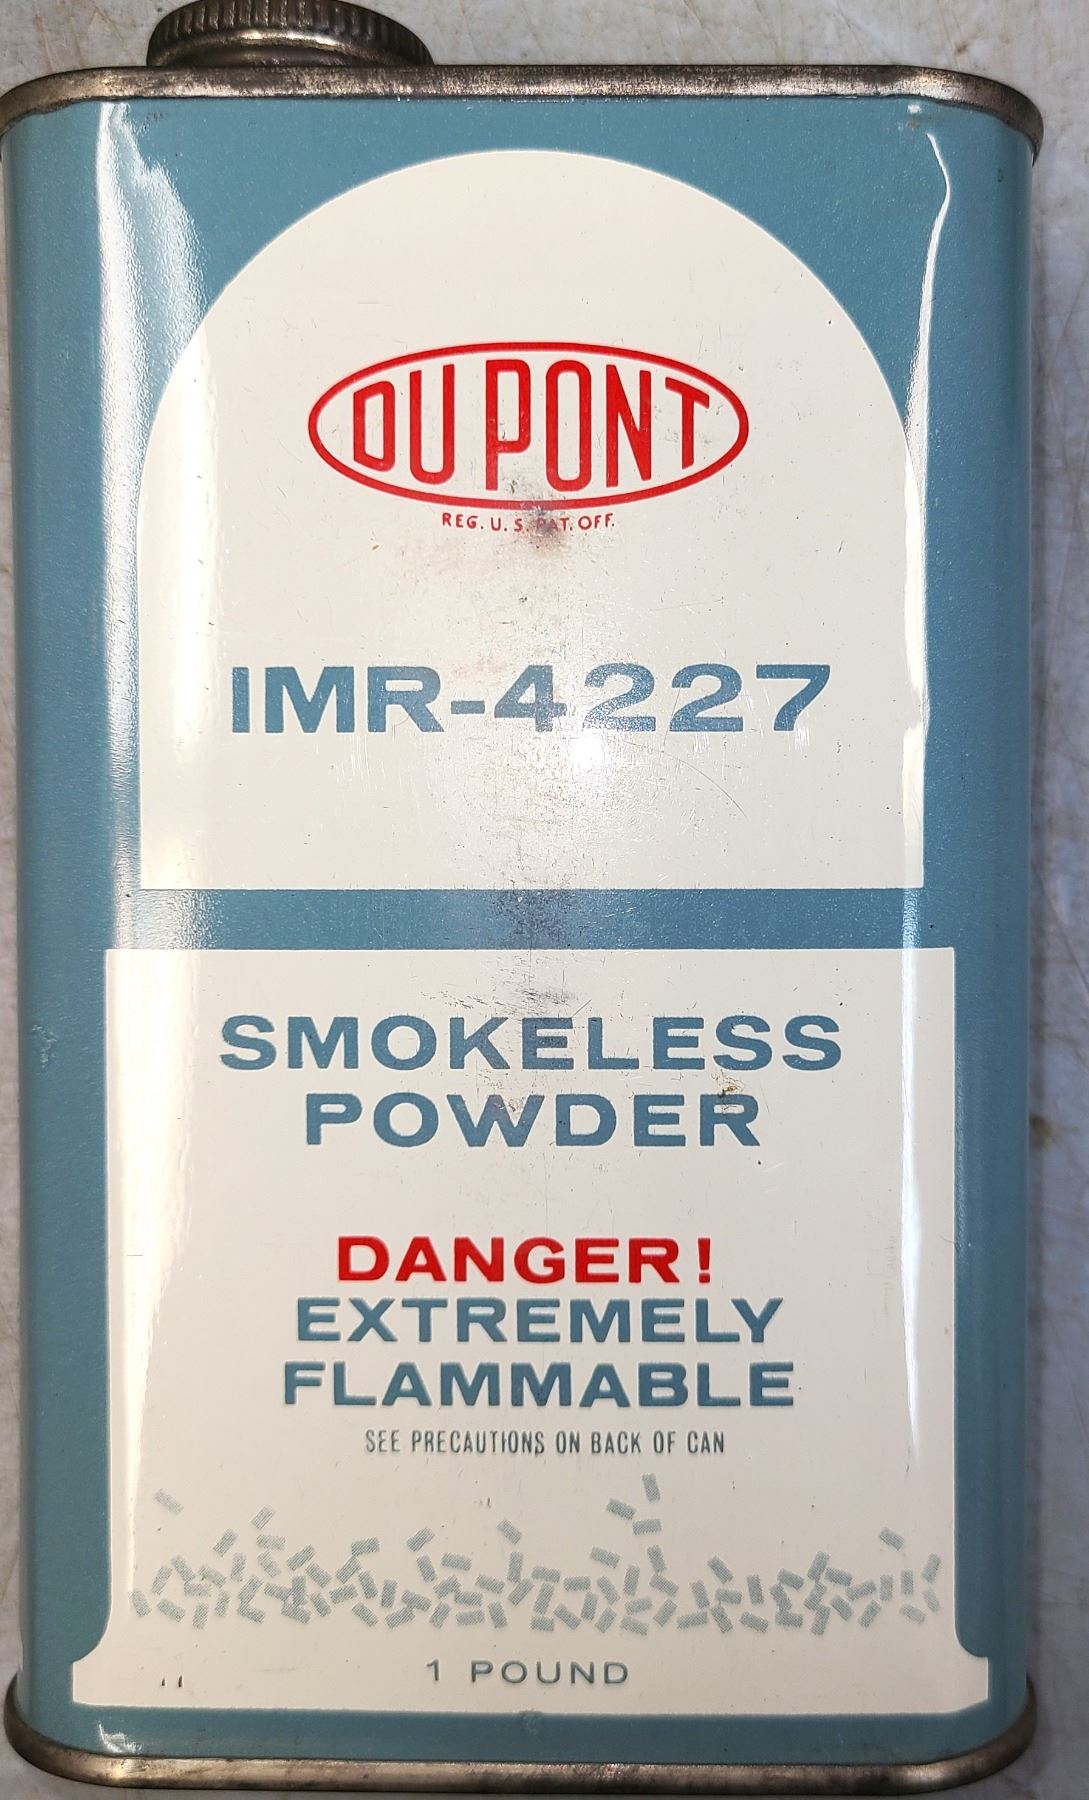 DU PONT
REG. U. S. PAT. OFF.
IMR-4227
SMOKELESS
POWDER
DANGER!
EXTREMELY
FLAMMABLE
SEE PRECAUTIONS ON BACK OF CAN
1 POUND